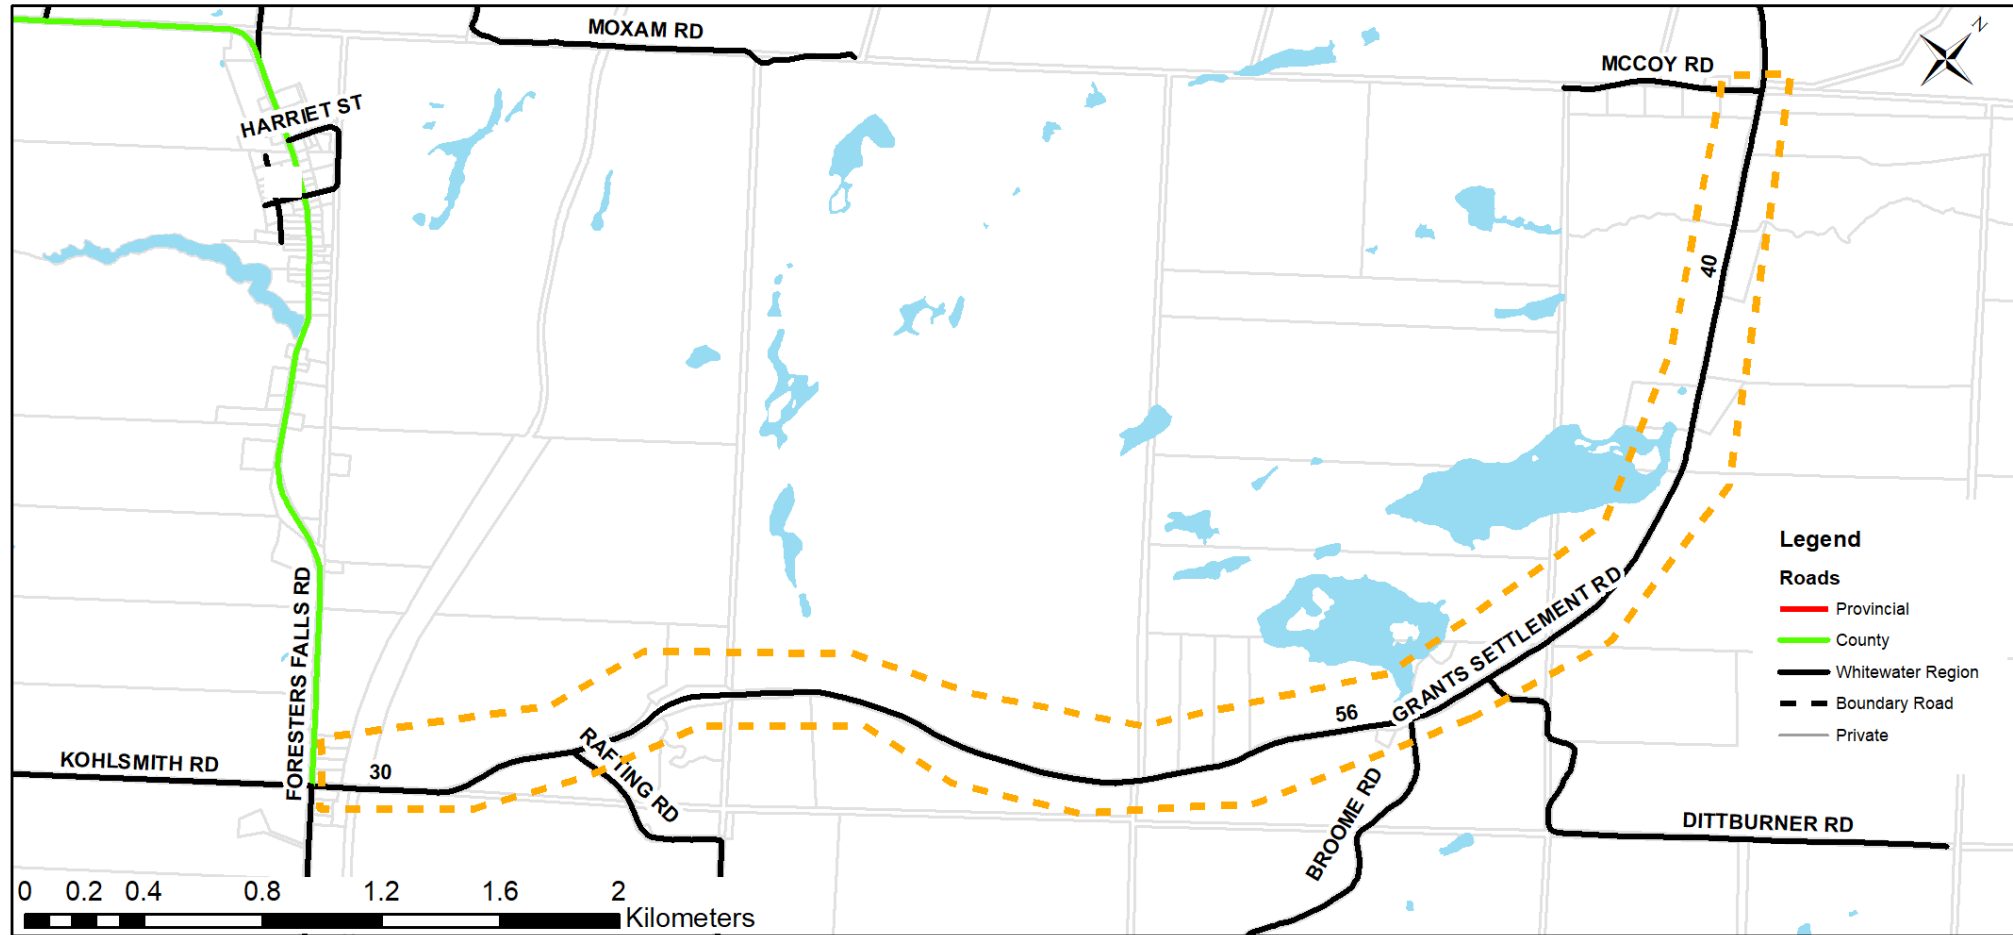 MOXAM RD
N
MCCOY RD
HARRIET ST
40
Legend
Roads
Provincial
County
Whitewater Region
Boundary Road
Private
FORESTERS FALLS RD
GRANTS SETTLEMENT RD
56
KOHLSMITH RD
30
RAFTING RD
BROOME RD
DITTBURNER RD
0 0.2 0.4 0.8 1.2 1.6 2
Kilometers